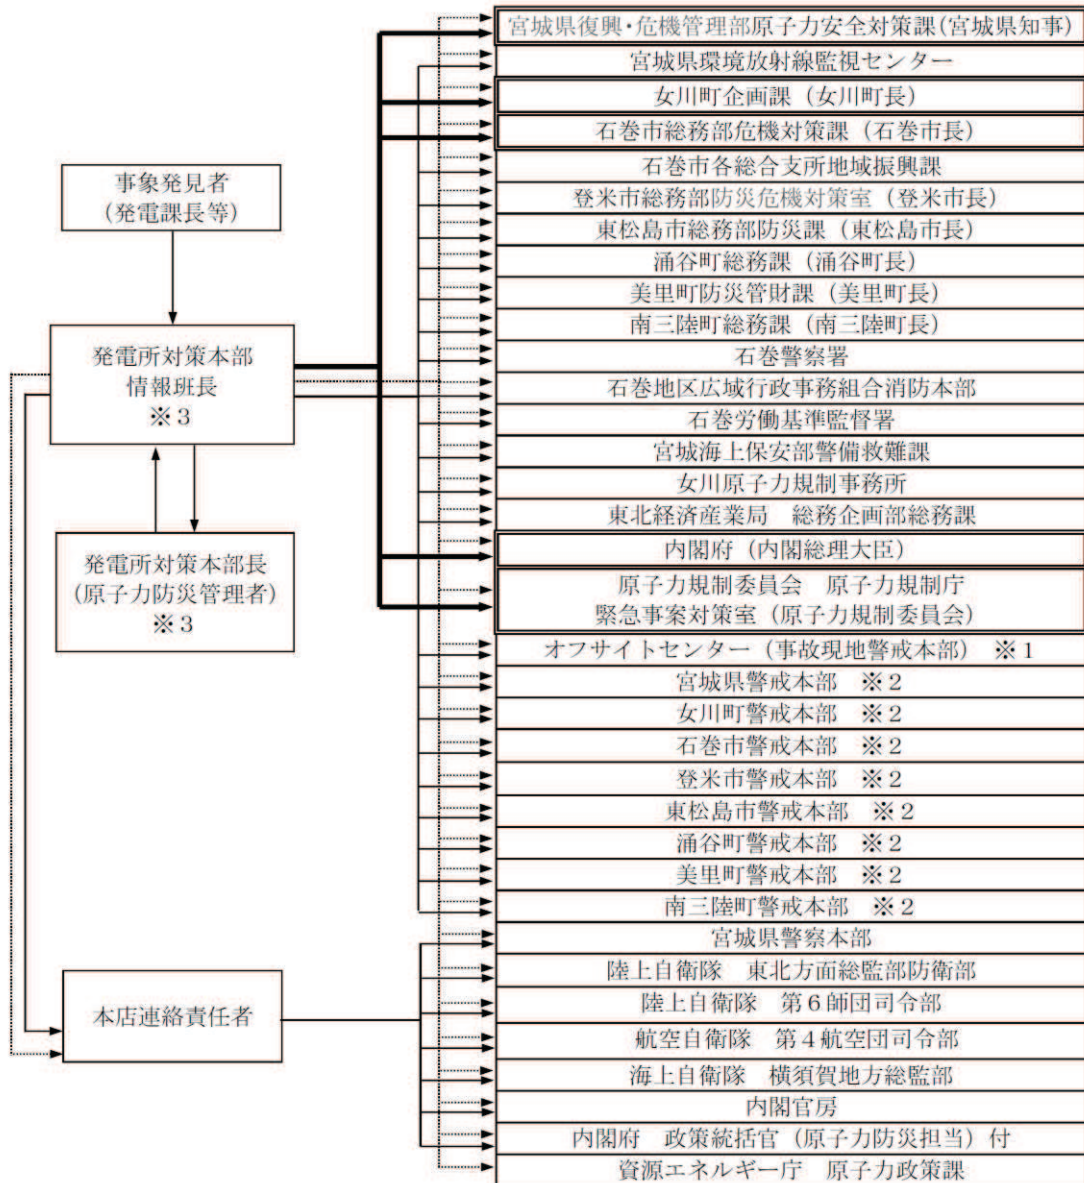 宮城県復興・危機管理部原子力安全対策課(宮城県知事)
宮城県環境放射線監視センター
女川町企画課（女川町長）
石巻市総務部危機対策課（石巻市長）
石巻市各総合支所地域振興課
登米市総務部防災危機対策室（登米市長）
東松島市総務部防災課（東松島市長）
涌谷町総務課（涌谷町長）
美里町防災管財課（美里町長）
南三陸町総務課（南三陸町長）
石巻警察署
石巻地区広域行政事務組合消防本部
石巻労働基準監督署
宮城海上保安部警備救難課
女川原子力規制事務所
東北経済産業局　総務企画部総務課
内閣府（内閣総理大臣）
原子力規制委員会　原子力規制庁
緊急事案対策室（原子力規制委員会）
オフサイトセンター（事故現地警戒本部）　※１
宮城県警戒本部　※２
女川町警戒本部　※２
石巻市警戒本部　※２
登米市警戒本部　※２
東松島市警戒本部　※２
涌谷町警戒本部　※２
美里町警戒本部　※２
南三陸町警戒本部　※２
宮城県警察本部
陸上自衛隊　東北方面総監部防衛部
陸上自衛隊　第６師団司令部
航空自衛隊　第４航空団司令部
海上自衛隊　横須賀地方総監部
内閣官房
内閣府　政策統括官（原子力防災担当）付
資源エネルギー庁　原子力政策課
事象発見者
（発電課長等）
発電所対策本部
情報班長
※３
発電所対策本部長
（原子力防災管理者）
※３
本店連絡責任者